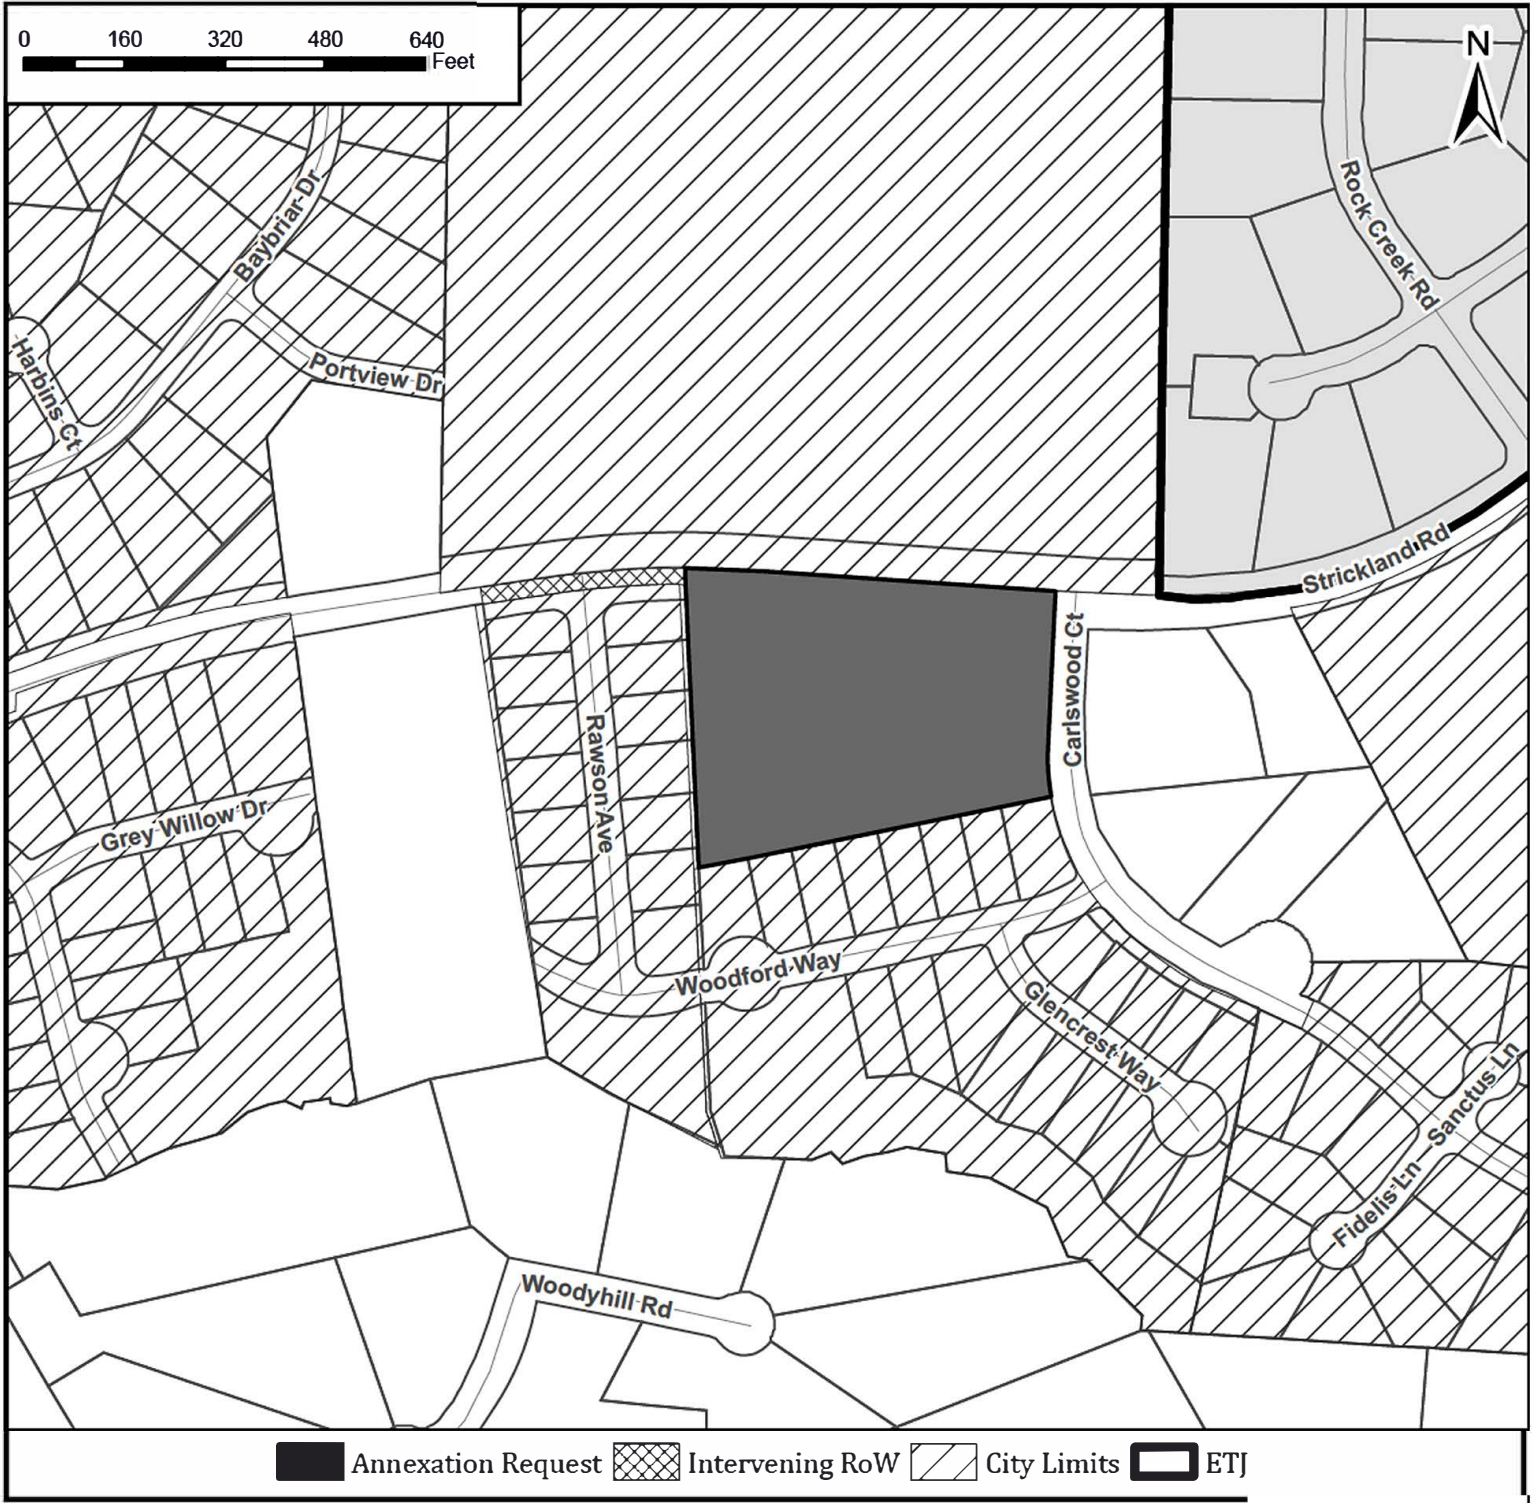 0 160 320 480 640
Feet
N
Baybriar Dr
Rock Creek Rd
Harbins Ct
Portview Dr
Strickland Rd
Carlswood Ct
Rawson Ave
Grey Willow Dr
Woodford Way
Glencrest Way
Sanctus Ln
Fidelis Ln
Woodyhill Rd
Annexation Request Intervening RoW City Limits ETJ